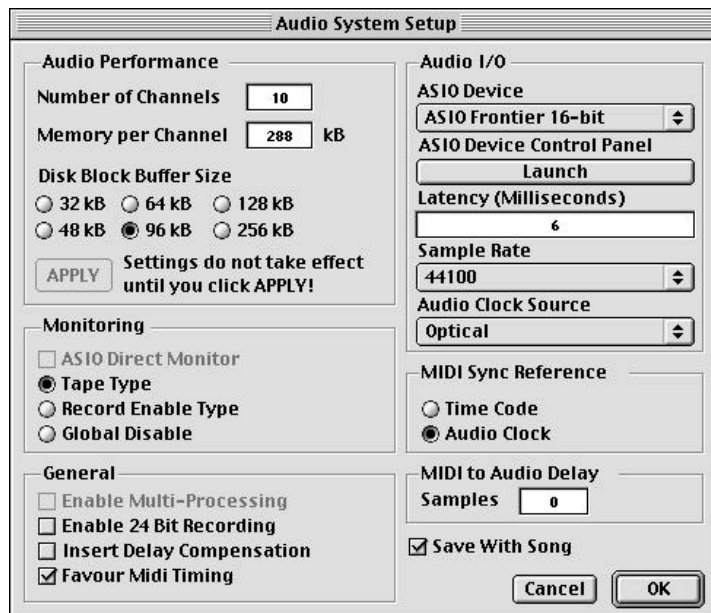 Audio System Setup
Audio Performance
Number of Channels 10
Memory per Channel 288 kB
Disk Block Buffer Size
32 kB 64 kB 128 kB
48 kB 96 kB 256 kB
APPLY
Settings do not take effect
until you click APPLY!
Monitoring
ASIO Direct Monitor
Tape Type
Record Enable Type
Global Disable
General
Enable Multi-Processing
Enable 24 Bit Recording
Insert Delay Compensation
Favour Midi Timing
Audio I/O
ASIO Device
ASIO Frontier 16-bit
ASIO Device Control Panel
Launch
Latency (Milliseconds)
6
Sample Rate
44100
Audio Clock Source
Optical
MIDI Sync Reference
Time Code
Audio Clock
MIDI to Audio Delay
Samples 0
Save With Song
Cancel OK